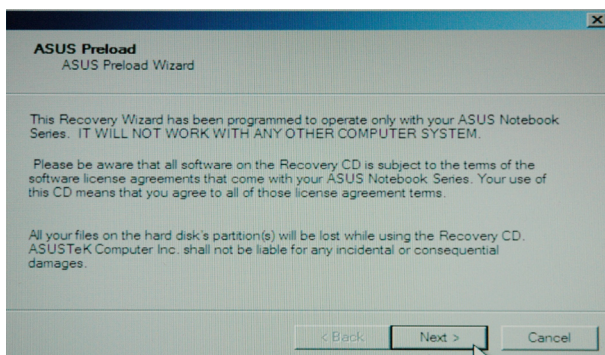 ASUS Preload
ASUS Preload Wizard
This Recovery Wizard has been programmed to operate only with your ASUS Notebook
Series. IT WILL NOT WORK WITH ANY OTHER COMPUTER SYSTEM.
Please be aware that all software on the Recovery CD is subject to the terms of the
software license agreements that come with your ASUS Notebook Series. Your use of
this CD means that you agree to all of those license agreement terms.
All your files on the hard disk's partition(s) will be lost while using the Recovery CD.
ASUSTeK Computer Inc. shall not be liable for any incidental or consequential
damages.
< Back Next > Cancel